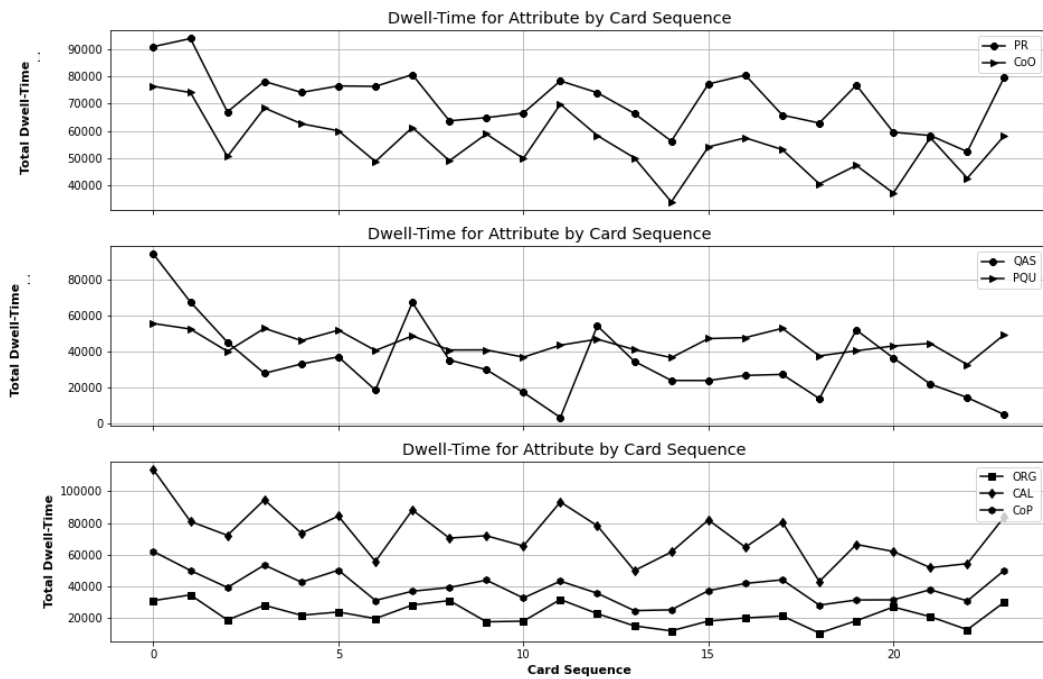 Dwell-Time for Attribute by Card Sequence
PR
CoO
Total Dwell-Time
90000
80000
70000
60000
50000
40000
Dwell-Time for Attribute by Card Sequence
QAS
PQU
Total Dwell-Time
80000
60000
40000
20000
0
Dwell-Time for Attribute by Card Sequence
ORG
CAL
CoP
Total Dwell-Time
100000
80000
60000
40000
20000
0 5 10 15 20
Card Sequence